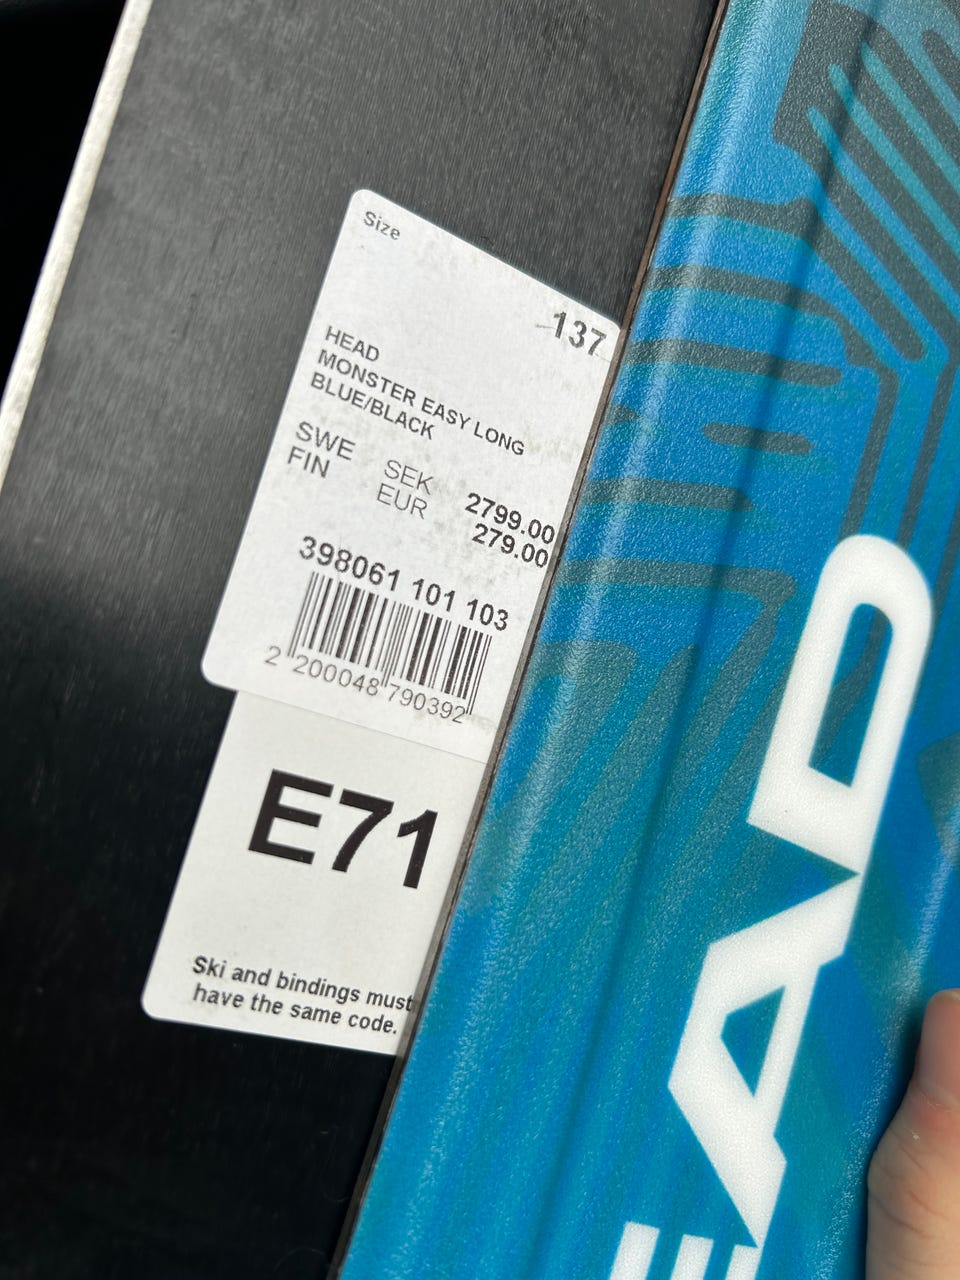 Size
137
HEAD
MONSTER EASY LONG
BLUE/BLACK
SWE SEK 2799.00
FIN EUR 279.00
398061 101 103
2 200048 790392
E71
Ski and bindings must
have the same code.
EAD